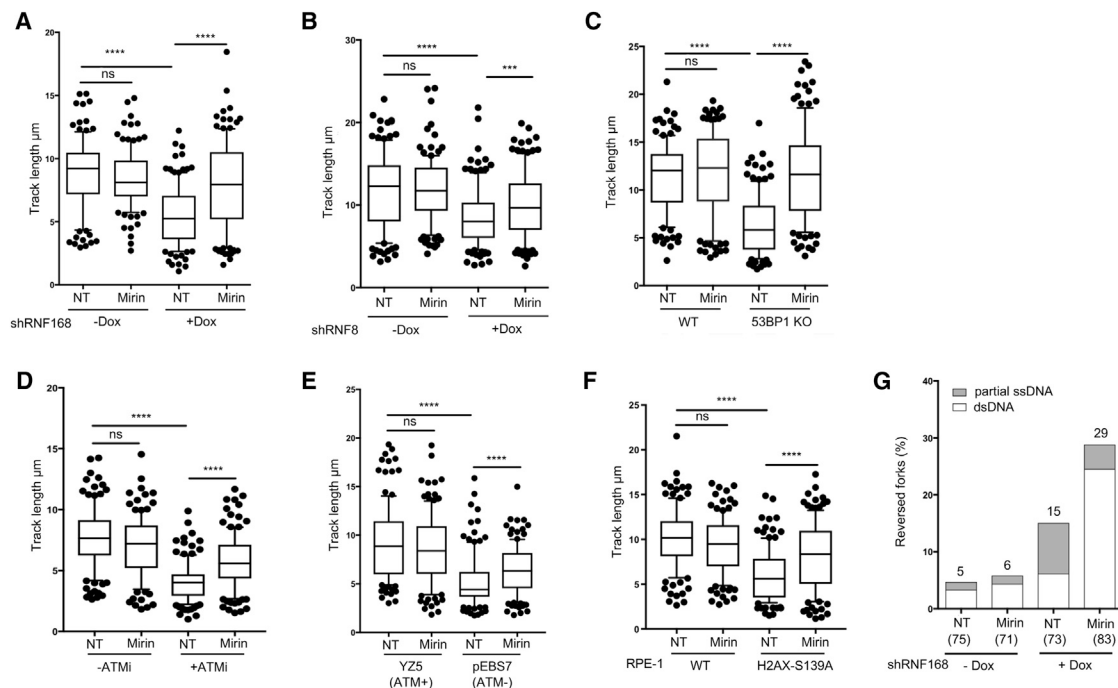 A
Track length µm
20
15
10
5
0
****
****
ns
NT
Mirin
NT
Mirin
shRNF168
-Dox
+Dox
B
Track length µm
30
20
10
0
****
ns
***
NT
Mirin
NT
Mirin
shRNF8
-Dox
+Dox
C
Track length µm
25
20
15
10
5
0
****
****
ns
NT
Mirin
NT
Mirin
WT
53BP1 KO
D
Track length µm
20
15
10
5
0
****
ns
****
NT
Mirin
NT
Mirin
-ATMi
+ATMi
E
Track length µm
25
20
15
10
5
0
****
ns
****
NT
Mirin
NT
Mirin
YZ5
(ATM+)
pEBS7
(ATM-)
F
Track length µm
25
20
15
10
5
0
****
ns
****
NT
Mirin
NT
Mirin
RPE-1
WT
H2AX-S139A
G
partial ssDNA
dsDNA
Reversed forks (%)
40
30
20
10
0
5
6
15
29
NT
(75)
Mirin
(71)
NT
(73)
Mirin
(83)
shRNF168
- Dox
+ Dox